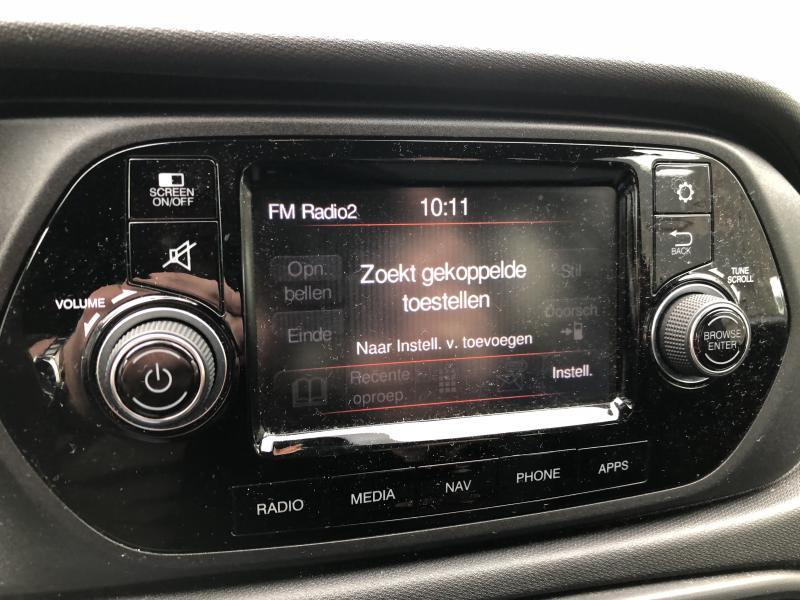 SCREEN
ON/OFF
FM Radio2 10:11
BACK
Opn.
bellen
Zoekt gekoppelde
toestellen
Stil
Doorsch
VOLUME
TUNE
SCROLL
Einde
Naar Instell. v. toevoegen
BROWSE
ENTER
Recente
oproep.
Instell.
RADIO MEDIA NAV PHONE APPS